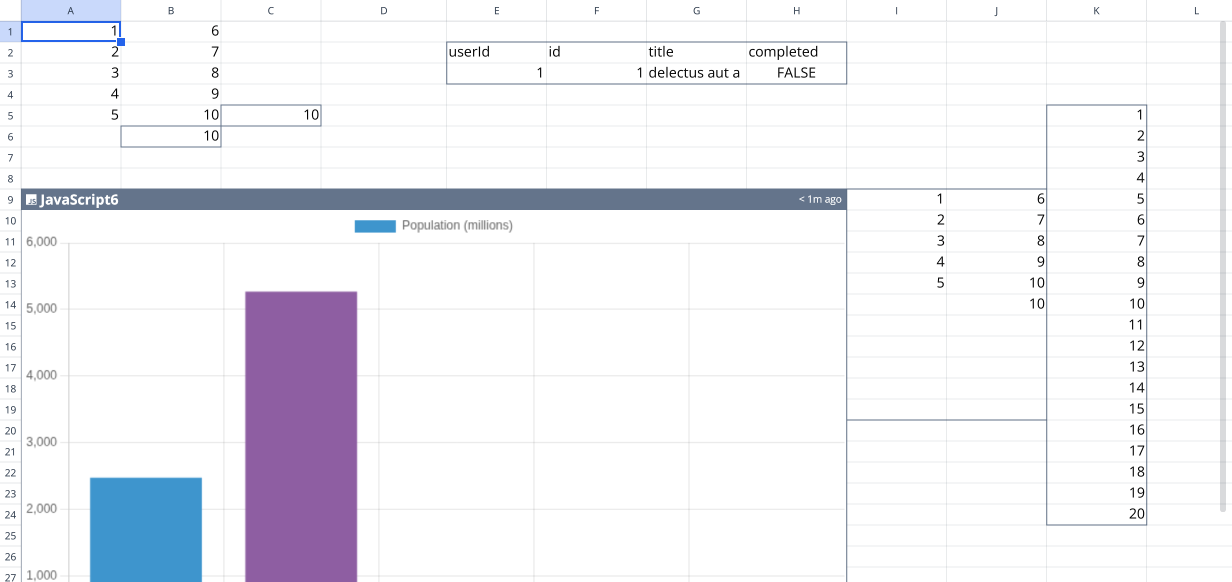 A B C D E F G H I J K L
1 1 6
2 2 7 userId id title completed
3 3 8 1 1 delectus aut a FALSE
4 4 9
5 5 10 10 1
6 10 2
7 3
8 4
9 JavaScript6 < 1m ago 1 6 5
10 Population (millions) 2 7 6
11 6,000 3 8 7
12 4 9 8
13 5 10 9
14 5,000 10 10
15 11
16 12
17 4,000 13
18 14
19 15
20 3,000 16
21 17
22 18
23 19
24 2,000 20
25
26
27 1,000